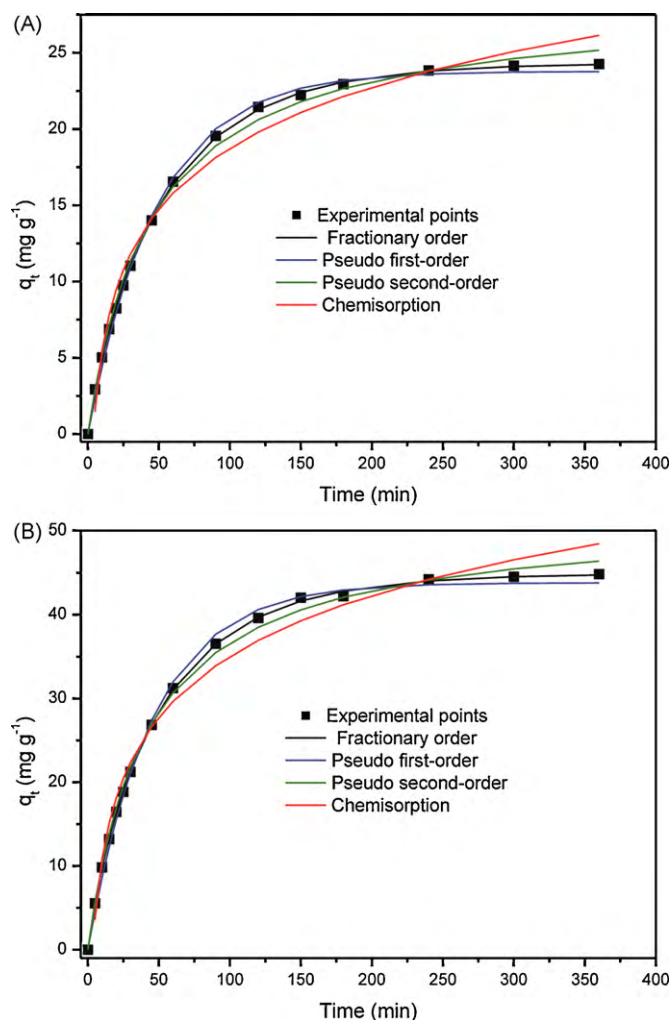 (A)
25
20
15
10
5
0
qt (mg g-1)
Experimental points
Fractionary order
Pseudo first-order
Pseudo second-order
Chemisorption
0 50 100 150 200 250 300 350 400
Time (min)
(B)
50
40
30
20
10
0
qt (mg g-1)
Experimental points
Fractionary order
Pseudo first-order
Pseudo second-order
Chemisorption
0 50 100 150 200 250 300 350 400
Time (min)